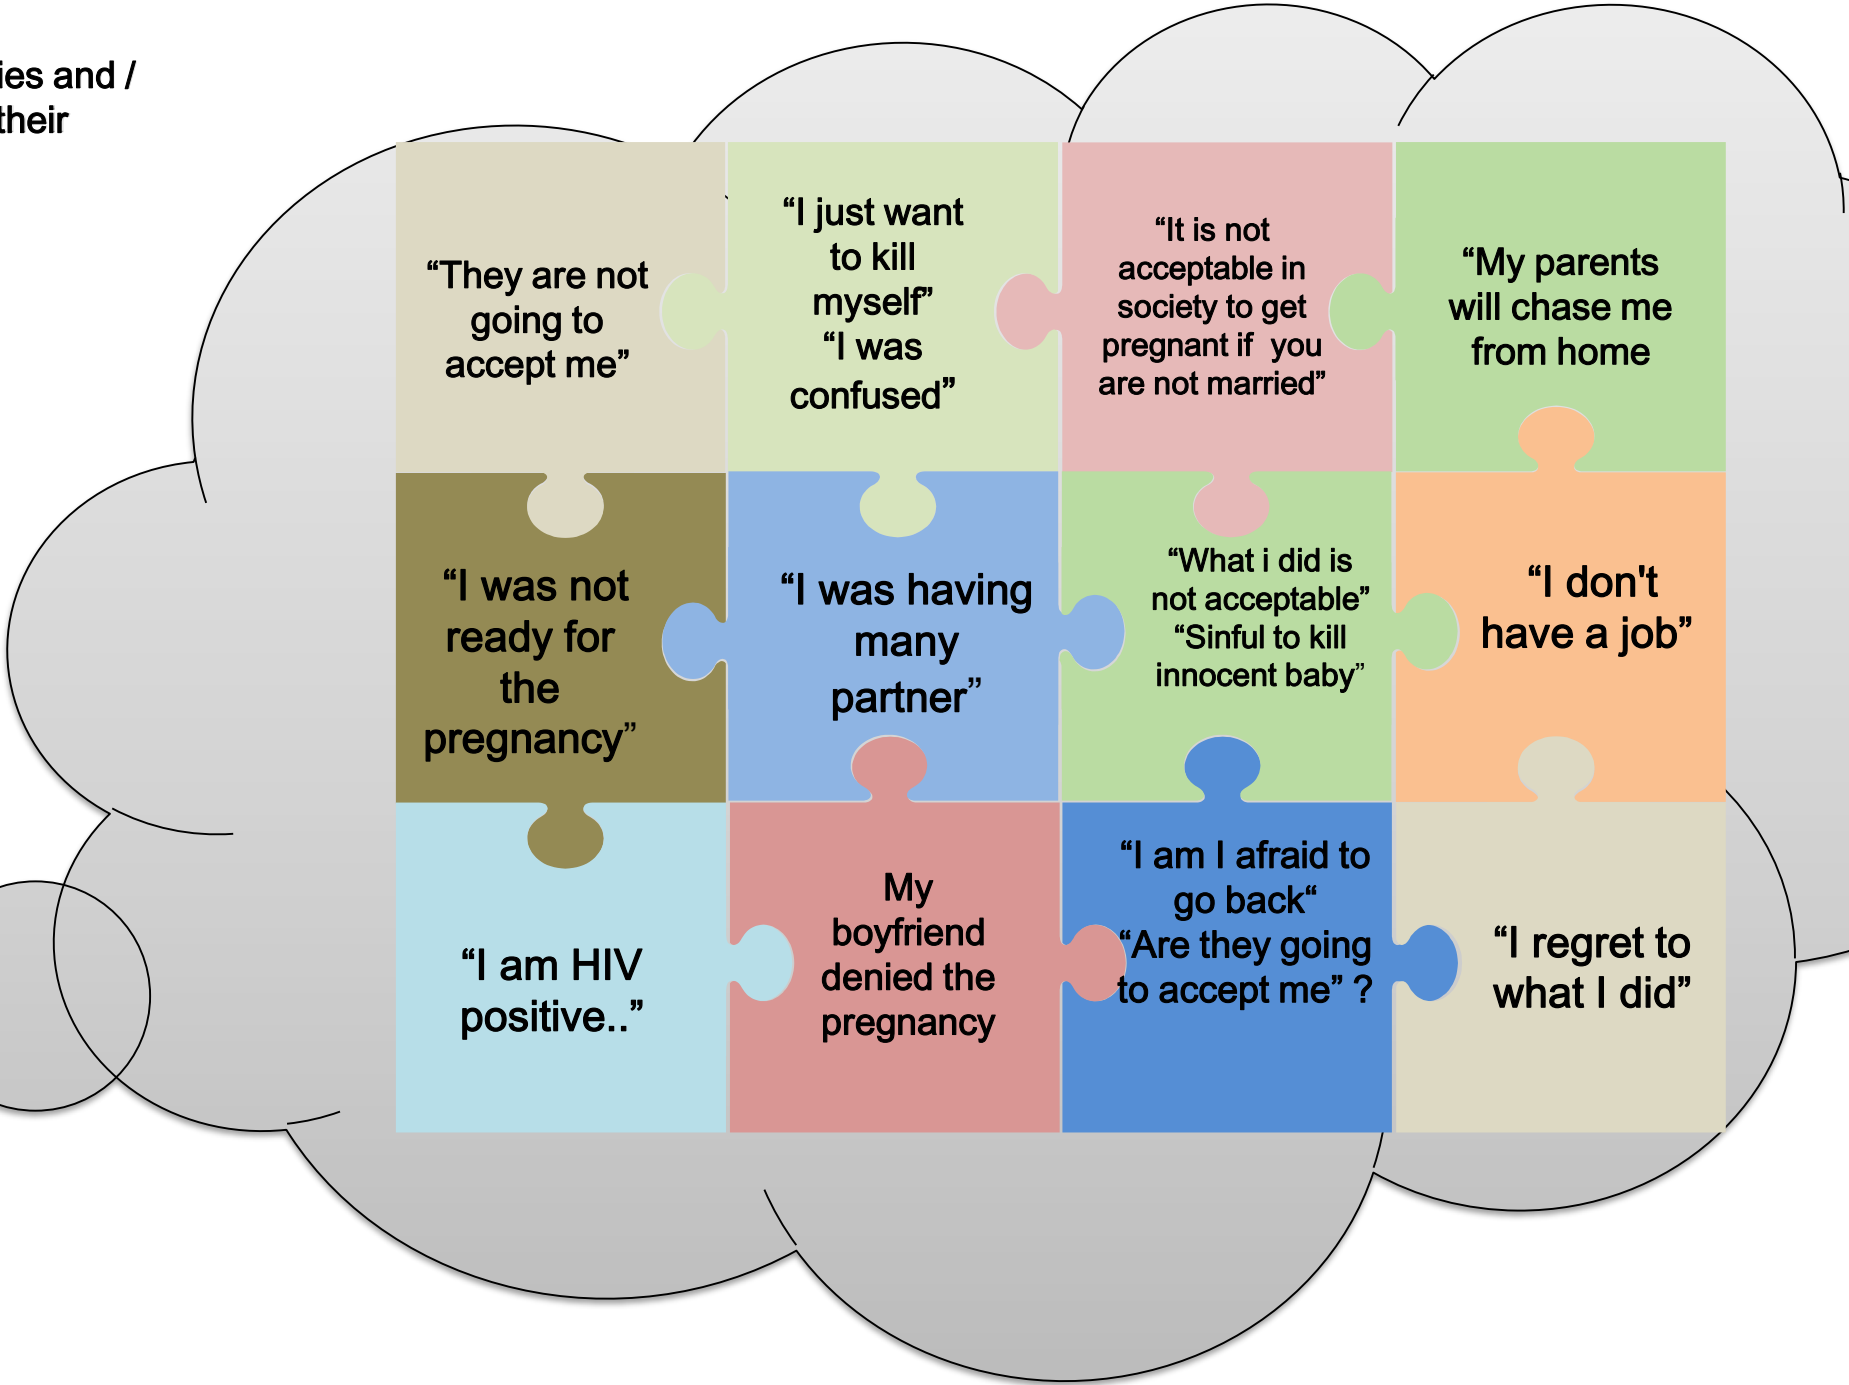 ies and /
their
“They are not
going to
accept me”
“I just want
to kill
myself”
“I was
confused”
“It is not
acceptable in
society to get
pregnant if you
are not married”
“My parents
will chase me
from home
“I was not
ready for
the
pregnancy”
“I was having
many
partner”
“What i did is
not acceptable”
“Sinful to kill
innocent baby”
“I don't
have a job”
“I am HIV
positive..”
My
boyfriend
denied the
pregnancy
“I am I afraid to
go back“
“Are they going
to accept me” ?
“I regret to
what I did”